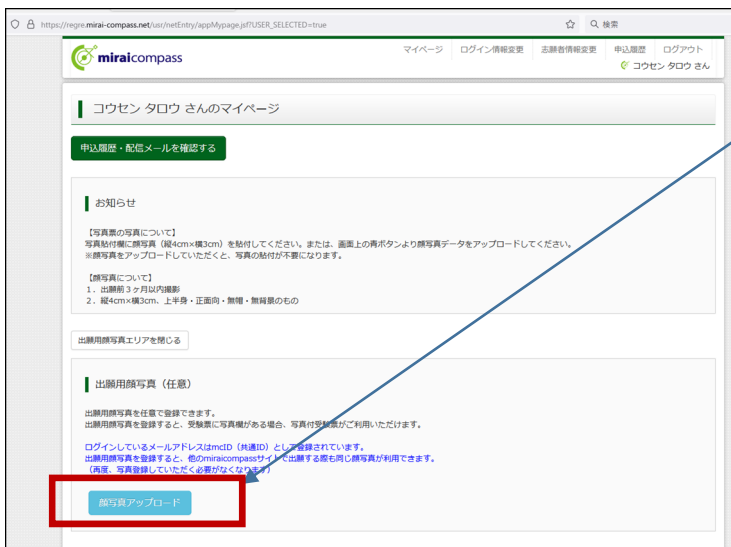 https://regre.mirai-compass.net/usr/netEntry/appMypage.jsf?USER_SELECTED=true
検索
miraicompass
マイページ ログイン情報変更 志願者情報変更 申込履歴 ログアウト
コウセン タロウ さん
コウセン タロウ さんのマイページ
申込履歴・配信メールを確認する
お知らせ
【写真票の写真について】
写真貼付欄に顔写真（縦4cm×横3cm）を貼付してください。または、画面上の青ボタンより顔写真データをアップロードしてください。
※顔写真をアップロードしていただくと、写真の貼付が不要になります。
【顔写真について】
1．出願前３ヶ月以内撮影
2．縦4cm×横3cm、上半身・正面向・無帽・無背景のもの
出願用顔写真エリアを閉じる
出願用顔写真（任意）
出願用顔写真を任意で登録できます。
出願用顔写真を登録すると、受験票に写真欄がある場合、写真付受験票がご利用いただけます。
ログインしているメールアドレスはmcID（共通ID）として登録されています。
出願用顔写真を登録すると、他のmiraicompassサイトで出願する際も同じ顔写真が利用できます。
（再度、写真登録していただく必要がなくなります）
顔写真アップロード